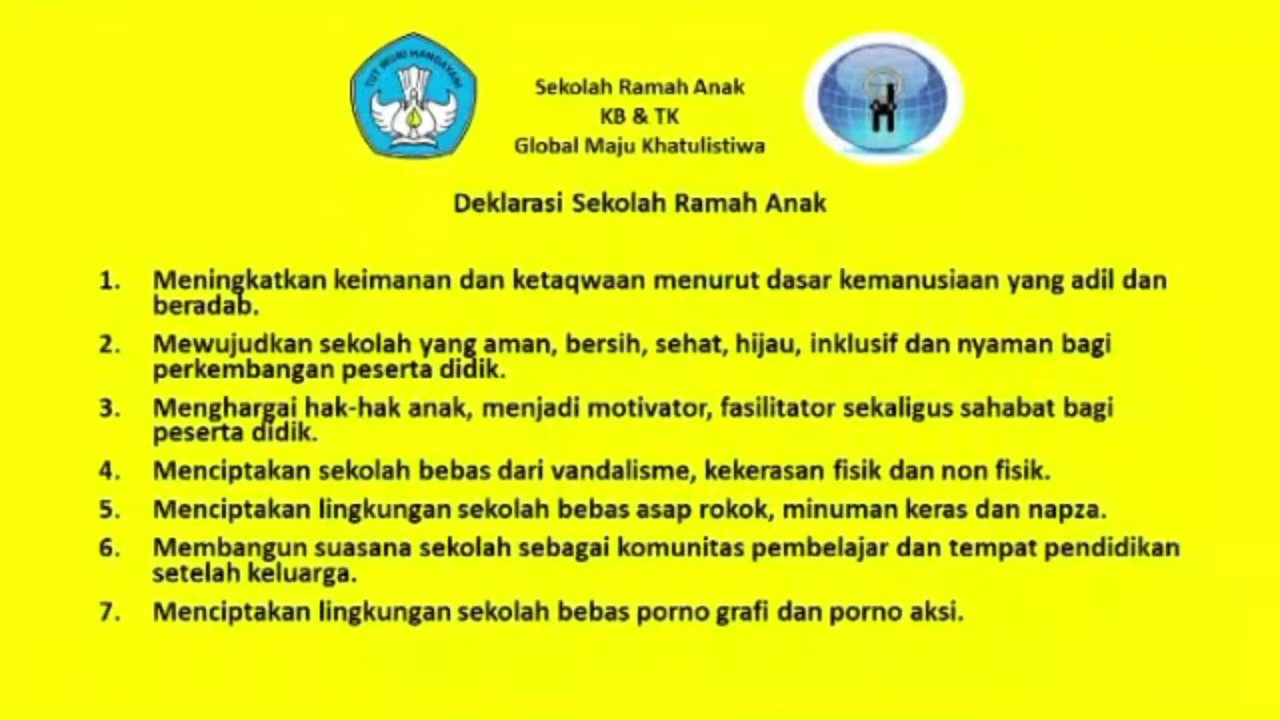 TUT WURI HANDAYANI
Sekolah Ramah Anak
KB & TK
Global Maju Khatulistiwa
Deklarasi Sekolah Ramah Anak
1. Meningkatkan keimanan dan ketaqwaan menurut dasar kemanusiaan yang adil dan
beradab.
2. Mewujudkan sekolah yang aman, bersih, sehat, hijau, inklusif dan nyaman bagi
perkembangan peserta didik.
3. Menghargai hak-hak anak, menjadi motivator, fasilitator sekaligus sahabat bagi
peserta didik.
4. Menciptakan sekolah bebas dari vandalisme, kekerasan fisik dan non fisik.
5. Menciptakan lingkungan sekolah bebas asap rokok, minuman keras dan napza.
6. Membangun suasana sekolah sebagai komunitas pembelajar dan tempat pendidikan
setelah keluarga.
7. Menciptakan lingkungan sekolah bebas porno grafi dan porno aksi.